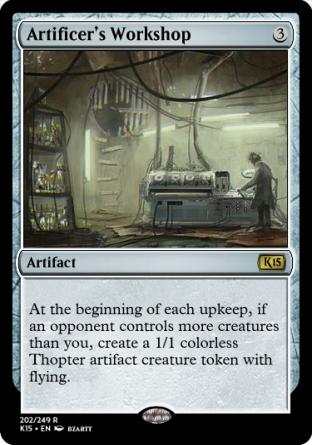 Artificer's Workshop 3
K15
Artifact
At the beginning of each upkeep, if
an opponent controls more creatures
than you, create a 1/1 colorless
Thopter artifact creature token with
flying.
202/249 R
K15 • EN BZARTT